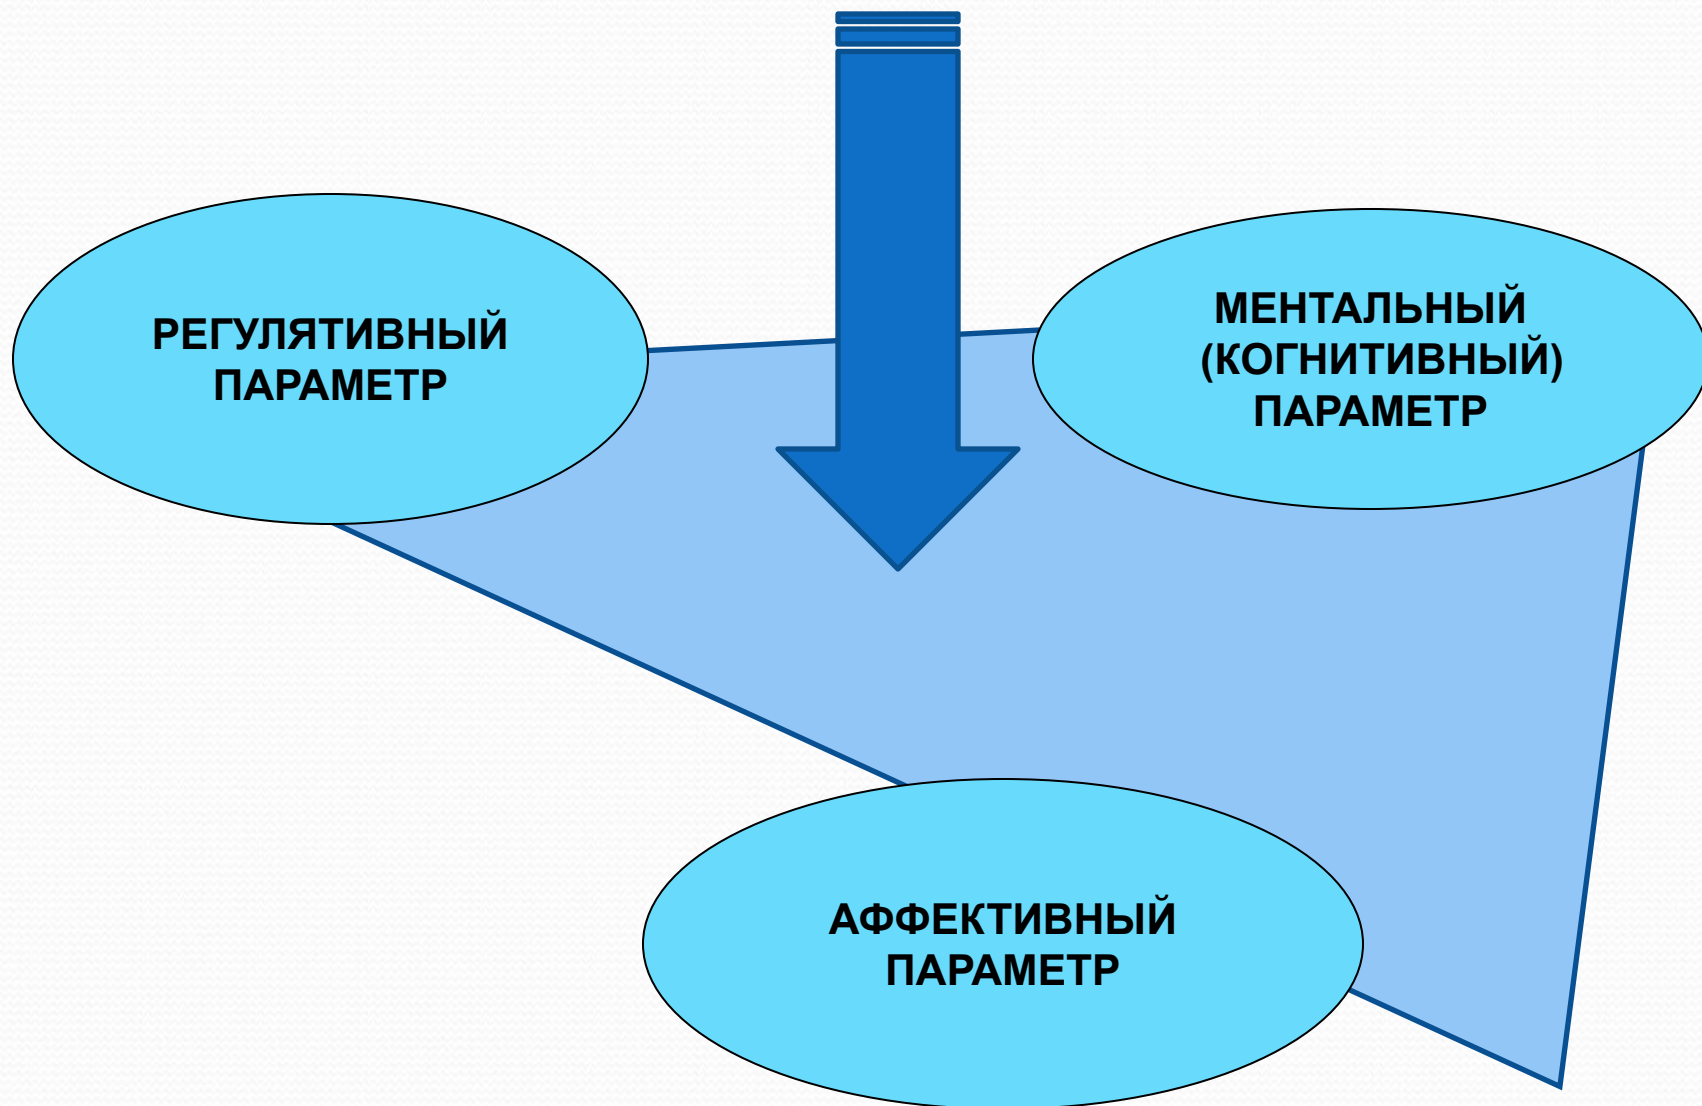 РЕГУЛЯТИВНЫЙ
ПАРАМЕТР
МЕНТАЛЬНЫЙ
(КОГНИТИВНЫЙ)
ПАРАМЕТР
АФФЕКТИВНЫЙ
ПАРАМЕТР